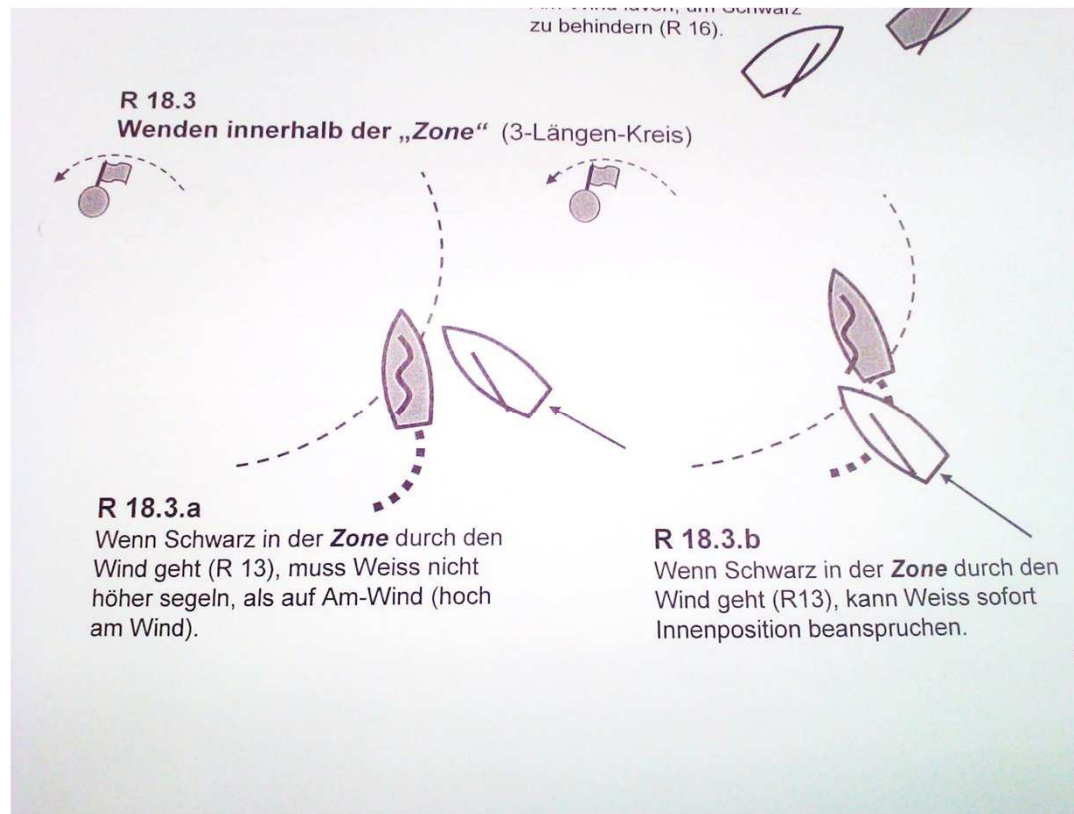 zu behindern (R 16).
R 18.3
Wenden innerhalb der „Zone“ (3-Längen-Kreis)
R 18.3.a
Wenn Schwarz in der Zone durch den
Wind geht (R 13), muss Weiss nicht
höher segeln, als auf Am-Wind (hoch
am Wind).
R 18.3.b
Wenn Schwarz in der Zone durch den
Wind geht (R13), kann Weiss sofort
Innenposition beanspruchen.